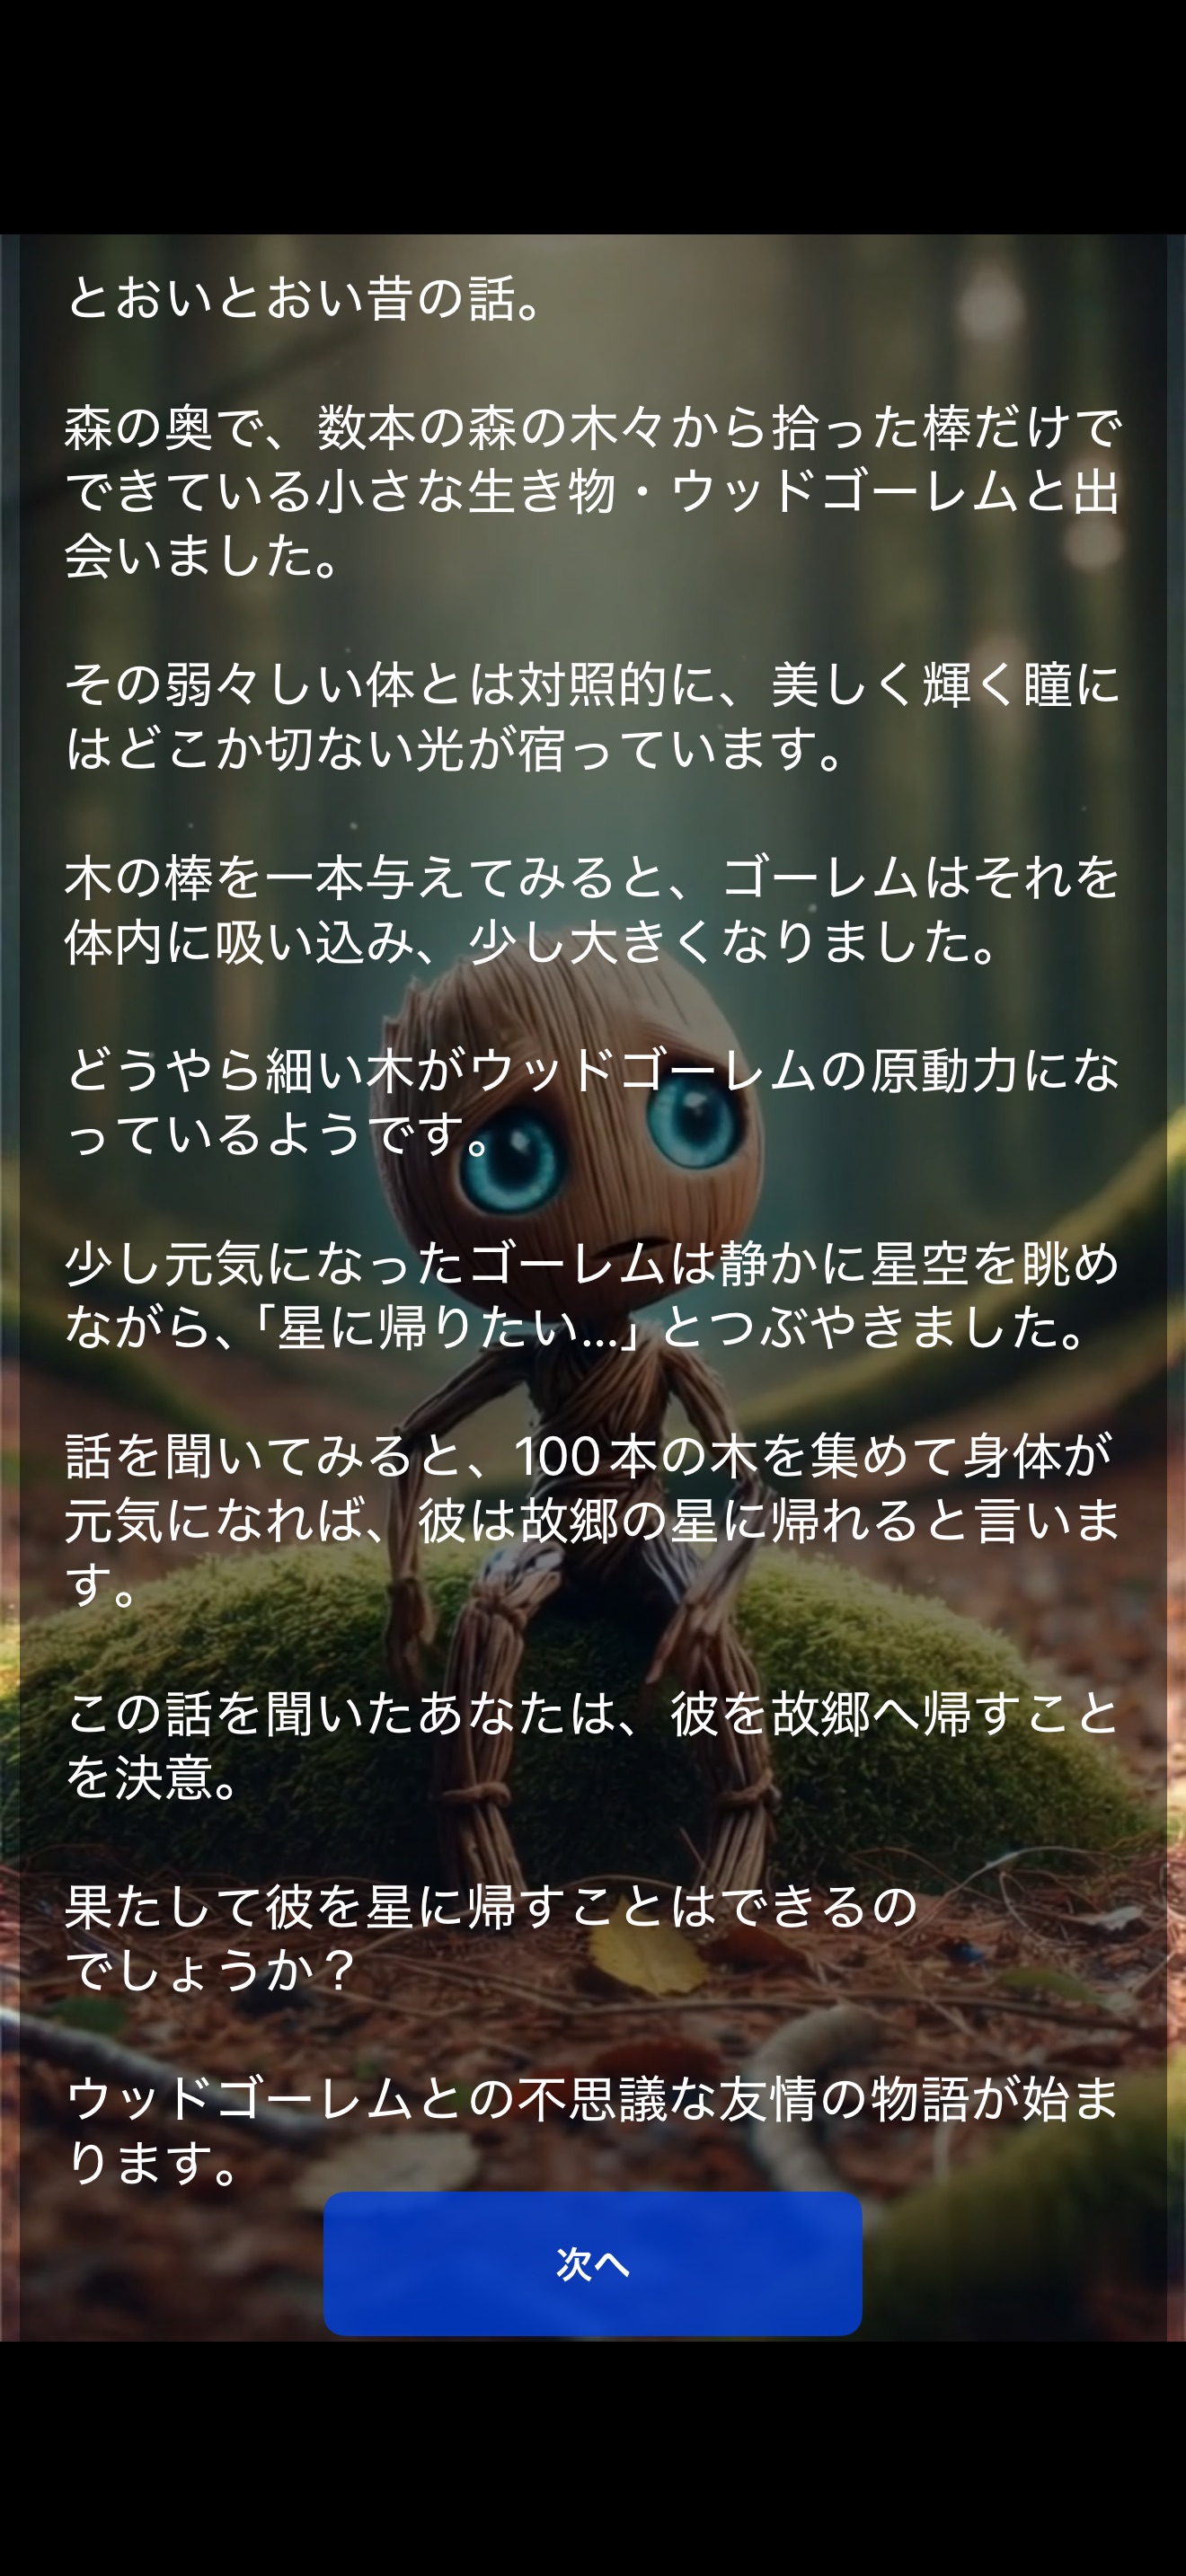 とおいとおい昔の話。
森の奥で、数本の森の木々から拾った棒だけで
できている小さな生き物・ウッドゴーレムと出
会いました。
その弱々しい体とは対照的に、美しく輝く瞳に
はどこか切ない光が宿っています。
木の棒を一本与えてみると、ゴーレムはそれを
体内に吸い込み、少し大きくなりました。
どうやら細い木がウッドゴーレムの原動力にな
っているようです。
少し元気になったゴーレムは静かに星空を眺め
ながら、「星に帰りたい...」とつぶやきました。
話を聞いてみると、100本の木を集めて身体が
元気になれば、彼は故郷の星に帰れると言いま
す。
この話を聞いたあなたは、彼を故郷へ帰すこと
を決意。
果たして彼を星に帰すことはできるの
でしょうか？
ウッドゴーレムとの不思議な友情の物語が始ま
ります。
次へ